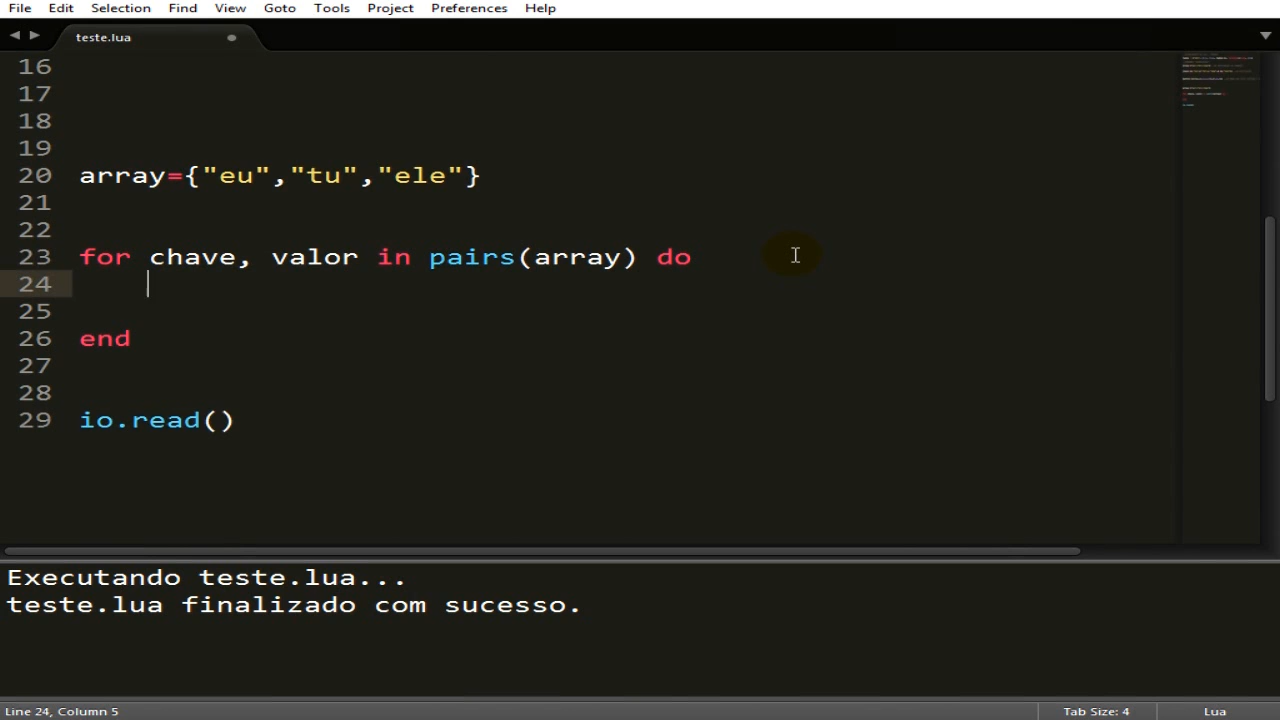 File Edit Selection Find View Goto Tools Project Preferences Help
teste.lua
16
17
18
19
20 array={"eu","tu","ele"}
21
22
23 for chave, valor in pairs(array) do
24
25
26 end
27
28
29 io.read()
Executando teste.lua...
teste.lua finalizado com sucesso.
Line 24, Column 5 Tab Size: 4 Lua